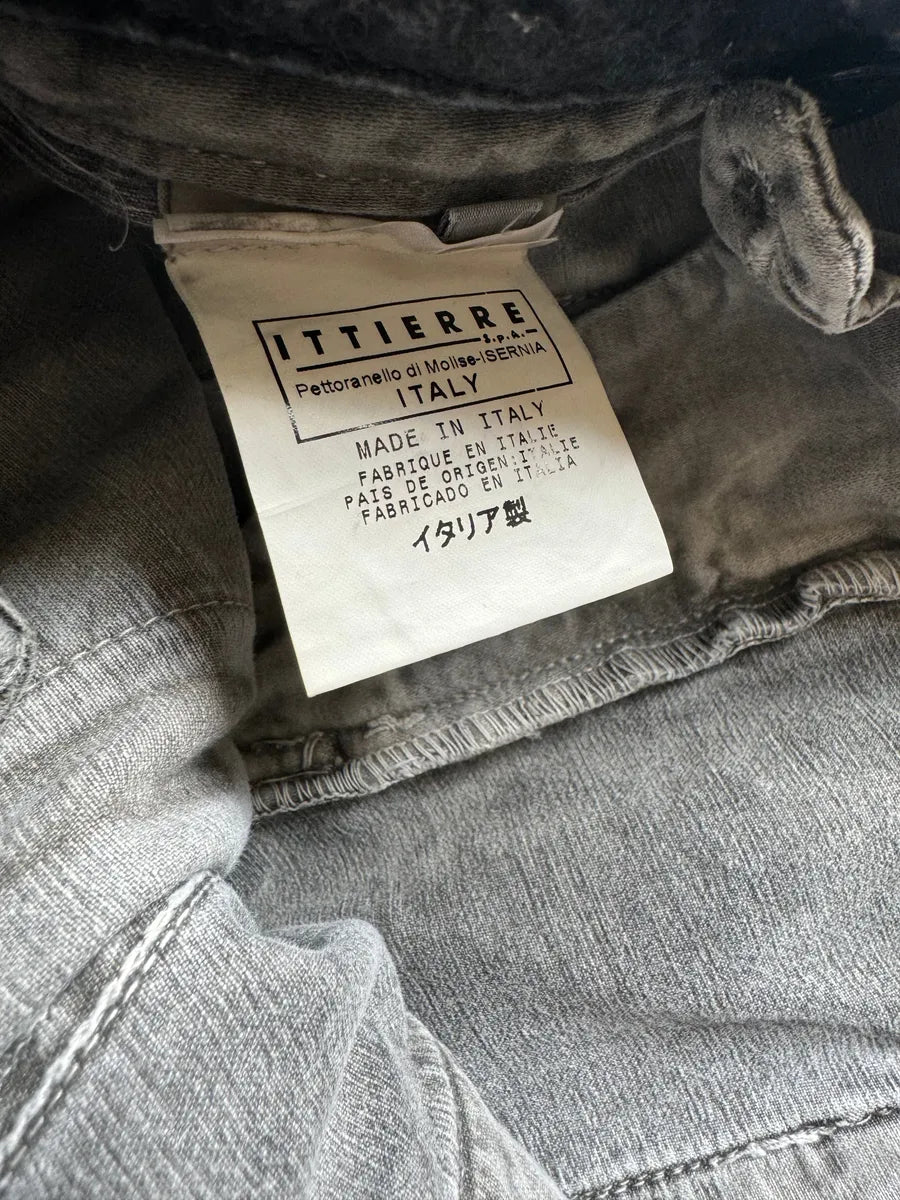 ITTIERRE
S.p.A.
Pettoranello di Molise-ISERNIA
ITALY
MADE IN ITALY
FABRIQUE EN ITALIE
PAIS DE ORIGEN:ITALIE
FABRICADO EN ITALIA
イタリア製